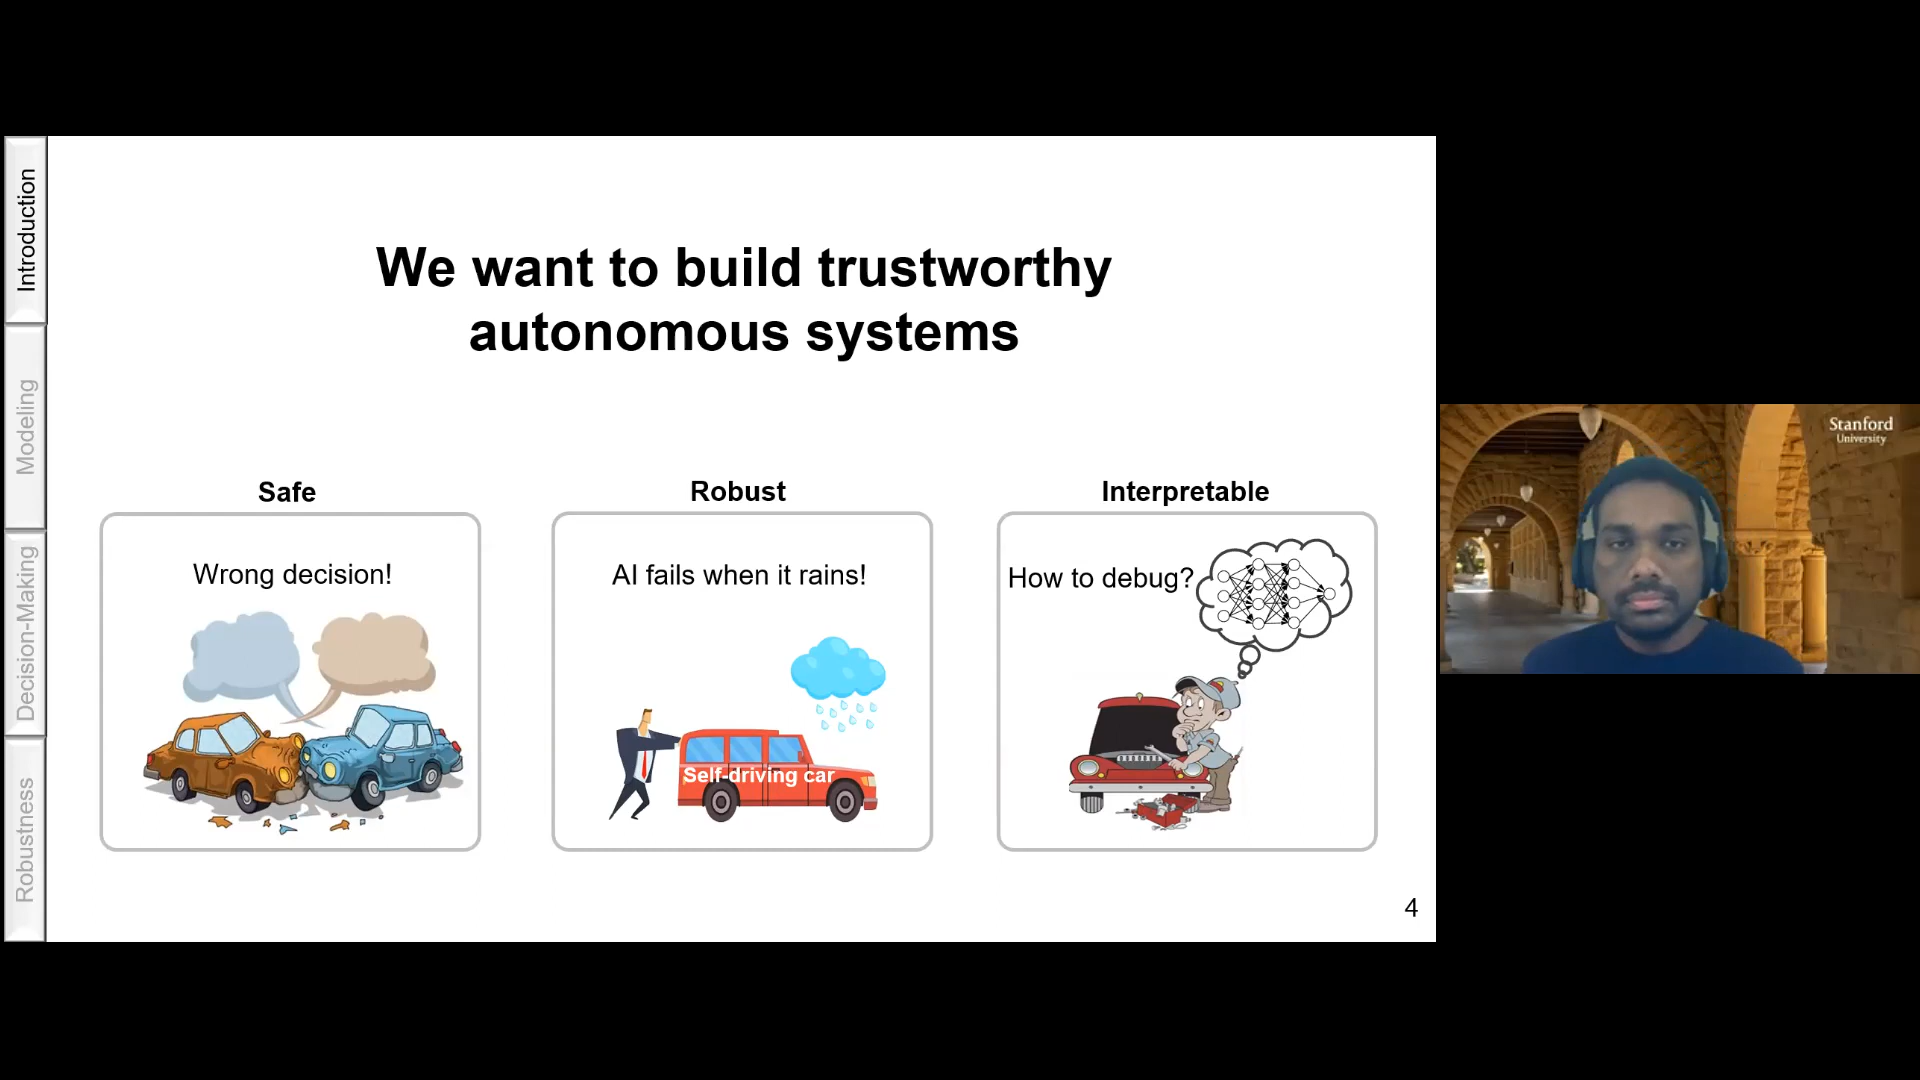 Introduction
Modeling
Decision-Making
Robustness
We want to build trustworthy
autonomous systems
Safe
Wrong decision!
Robust
AI fails when it rains!
Self-driving car
Interpretable
How to debug?
4
Stanford
University